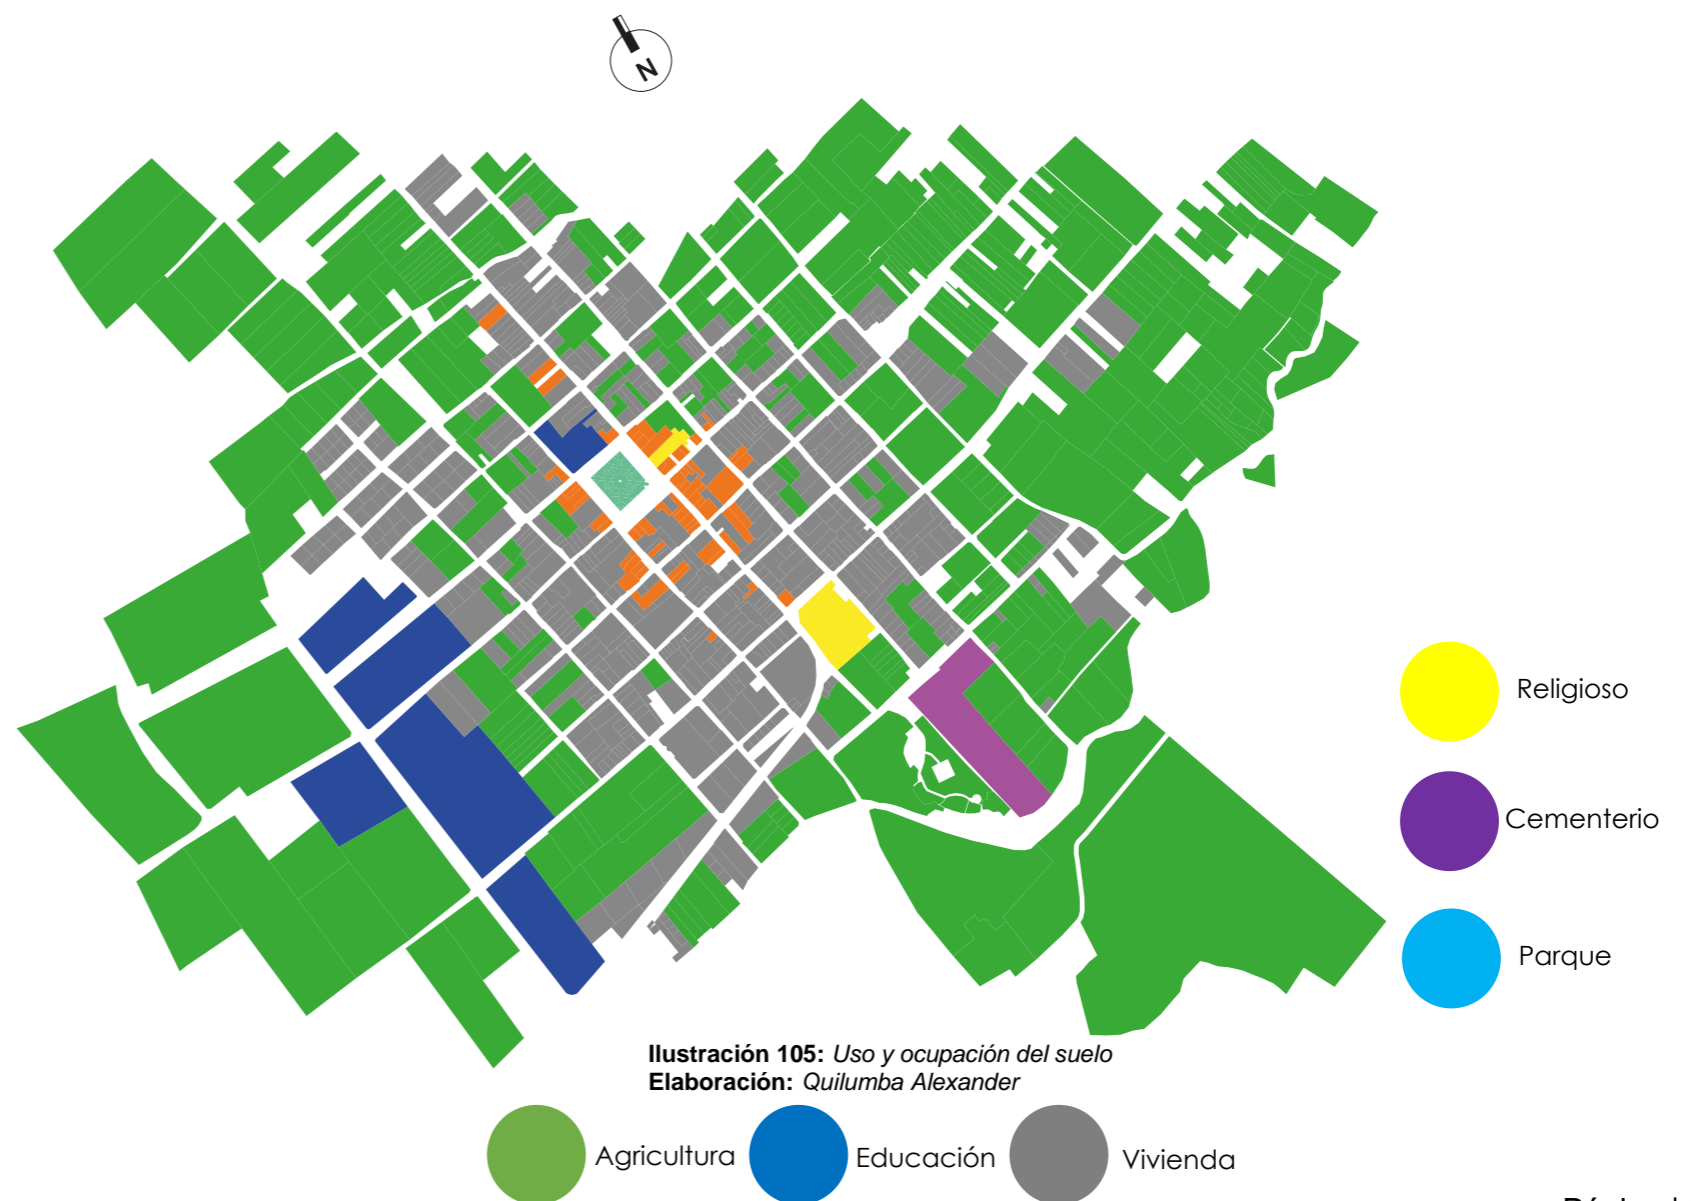 N
Religioso
Cementerio
Parque
Ilustración 105: Uso y ocupación del suelo
Elaboración: Quilumba Alexander
Agricultura
Educación
Vivienda